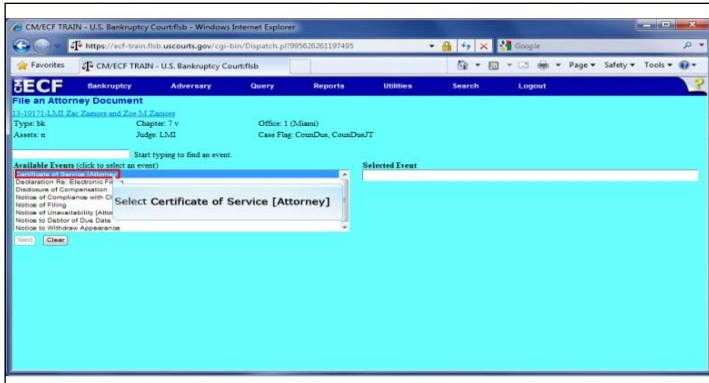 CM/ECF TRAIN - U.S. Bankruptcy Court:flsb - Windows Internet Explorer
https://ecf-train.flsb.uscourts.gov/cgi-bin/Dispatch.pl?995626261197495
Google
Favorites CM/ECF TRAIN - U.S. Bankruptcy Court:flsb Page Safety Tools
ECF Bankruptcy Adversary Query Reports Utilities Search Logout ?
File an Attorney Document
13-10171-LMI Zac Zamore and Zoe M Zamore
Type: bk Chapter: 7 v Office: 1 (Miami)
Assets: n Judge: LMI Case Flag: CounDue, CounDueJT
Start typing to find an event.
Available Events (click to select an event) Selected Event
Certificate of Service [Attorney]
Declaration Re: Electronic Filin
Disclosure of Compensation
Notice of Compliance with Cl
Notice of Filing
Notice of Unavailability [Attor
Notice to Debtor of Due Date
Notice to Withdraw Appearance
Select Certificate of Service [Attorney]
Next Clear